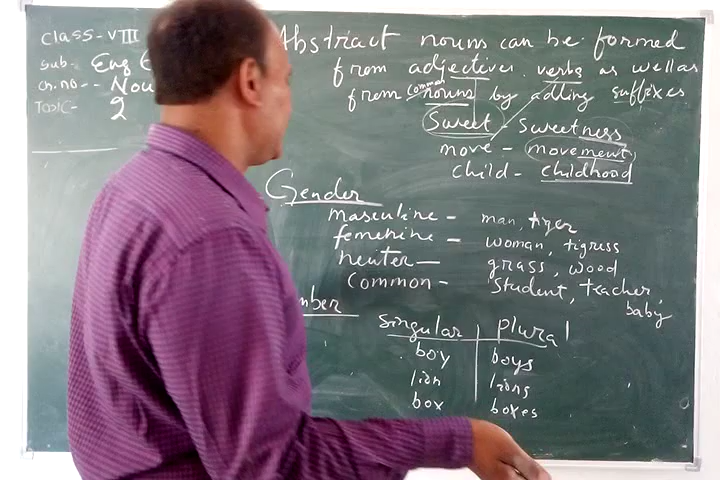 Class-VIII
Sub- Eng
Ch.no-- Nou
Topic- 2
Abstract nouns can be formed
from adjectives, verbs as well as
common
from nouns by adding suffixes
Sweet - Sweetness
move - movement,
child - childhood
Gender
masculine - man, tiger
femenine - woman, tigress
neuter - grass, wood
Common - Student, teacher,
baby
mber
Singular plural
boy boys
lion lions
box boxes